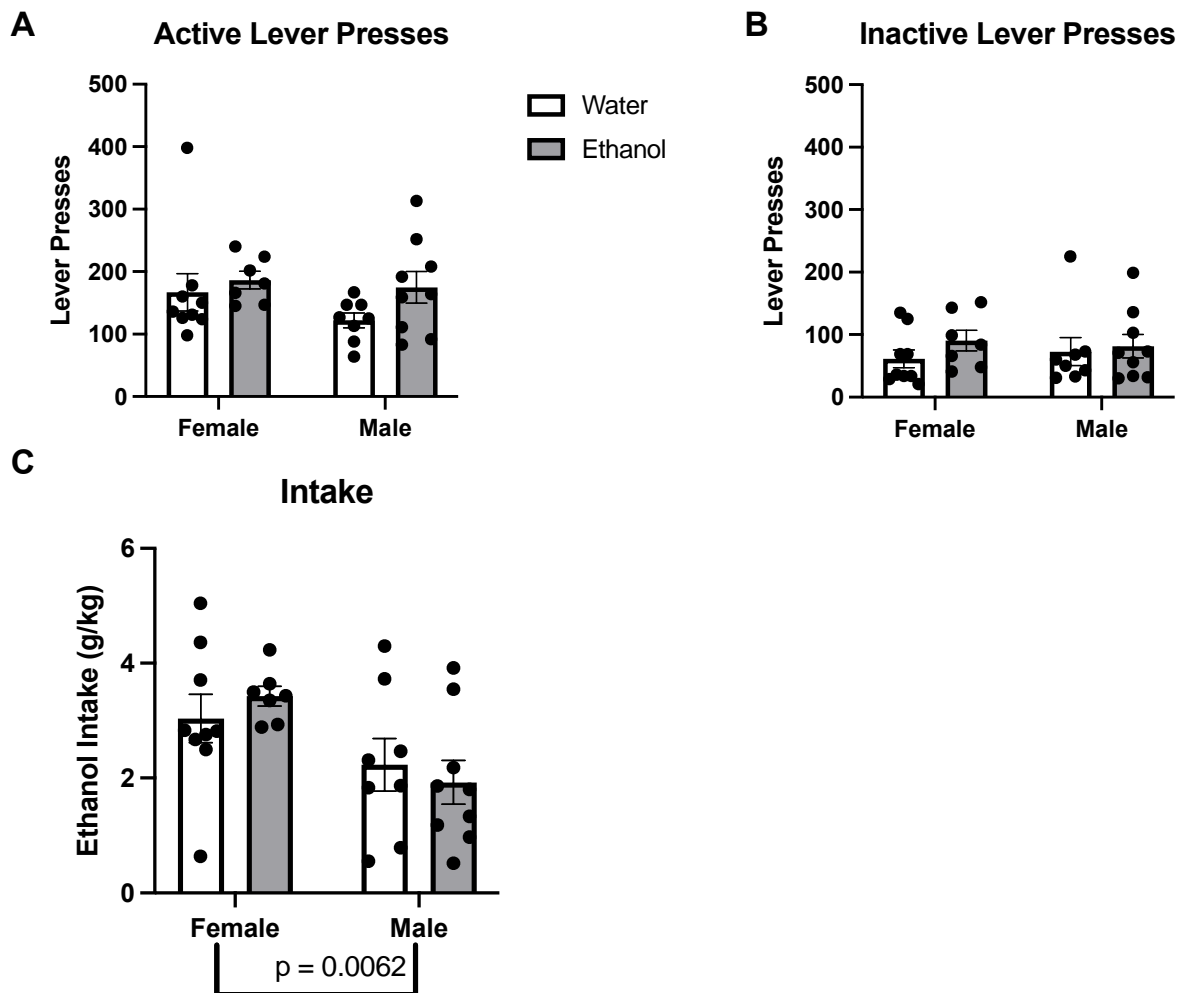 A
Active Lever Presses
500
400
300
200
100
0
Lever Presses
Female
Male
Water
Ethanol
B
Inactive Lever Presses
500
400
300
200
100
0
Lever Presses
Female
Male
C
Intake
6
4
2
0
Ethanol Intake (g/kg)
Female
Male
p = 0.0062